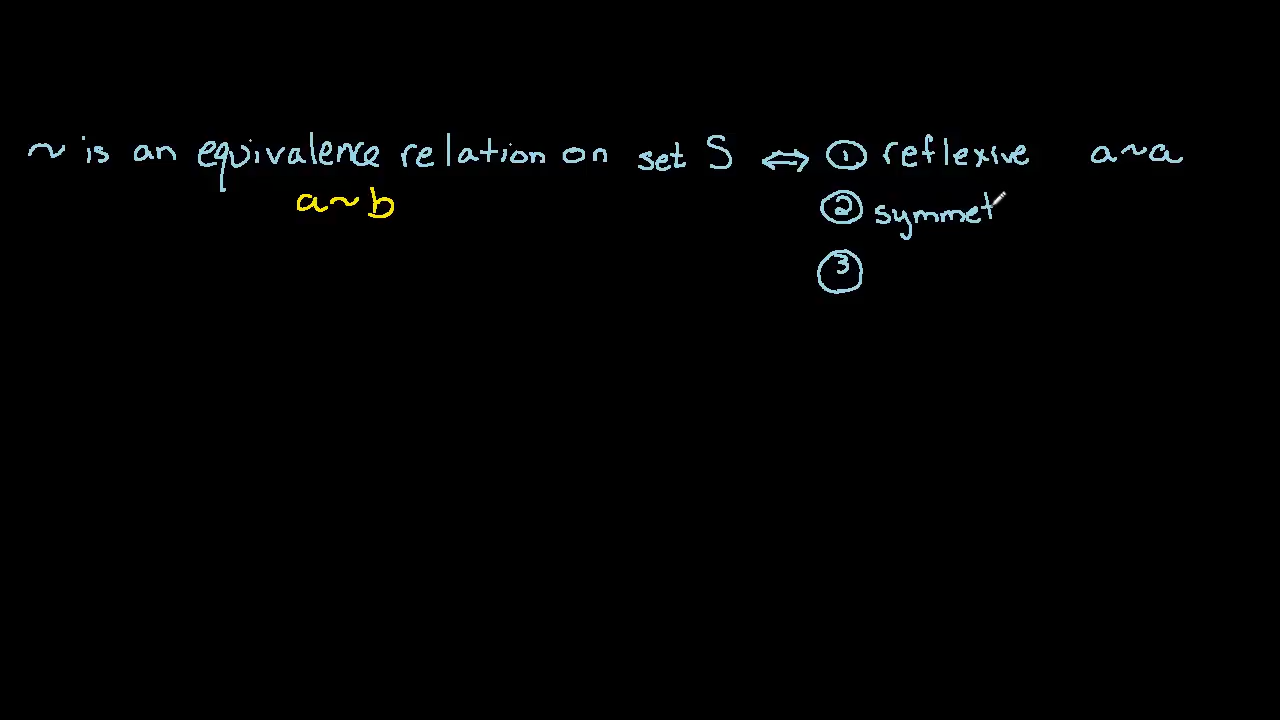 ~ is an equivalence relation on set S ⇔ ① reflexive a~a
a~b
② symmet
③